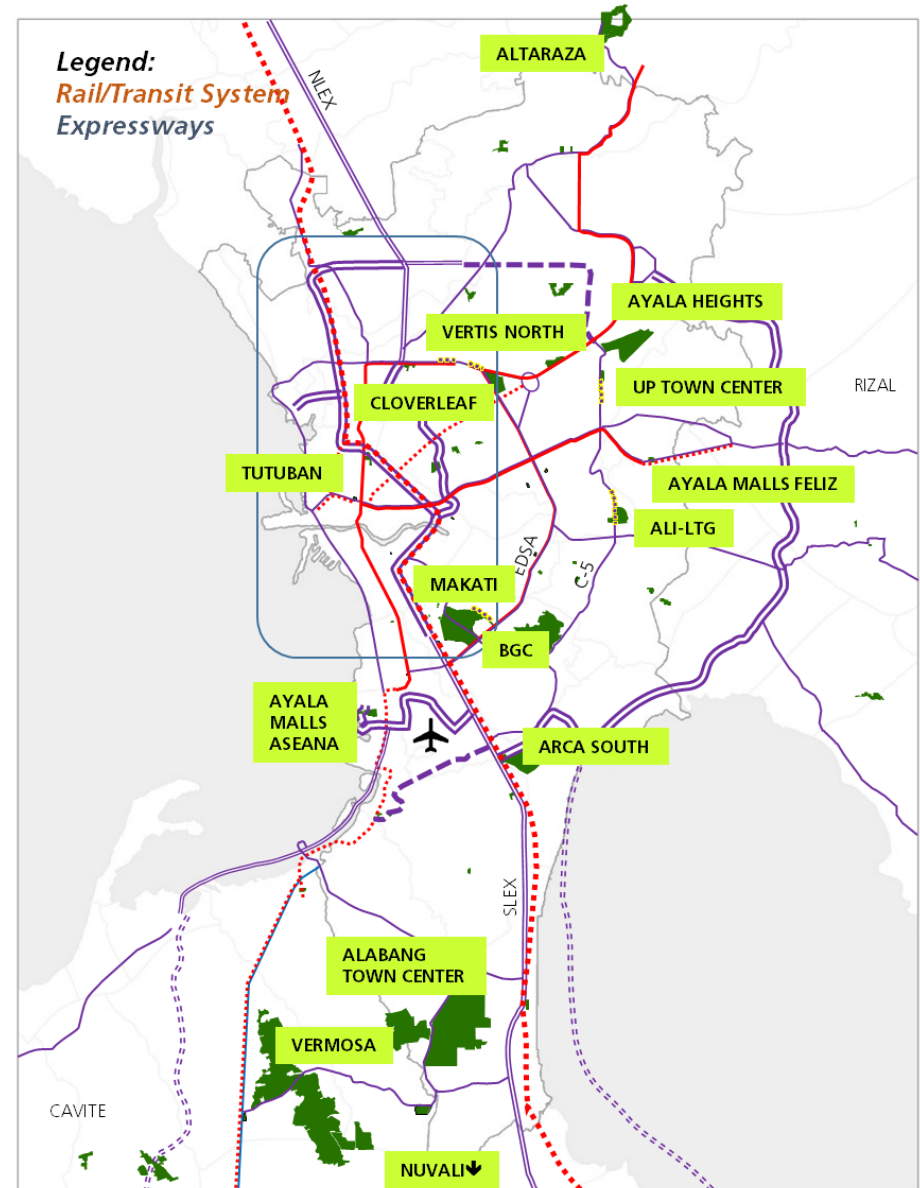 Legend:
Rail/Transit System
Expressways
ALTARAZA
NLEX
AYALA HEIGHTS
VERTIS NORTH
UP TOWN CENTER
RIZAL
CLOVERLEAF
TUTUBAN
AYALA MALLS FELIZ
ALI-LTG
EDSA
C-5
MAKATI
BGC
AYALA
MALLS
ASEANA
ARCA SOUTH
SLEX
ALABANG
TOWN CENTER
VERMOSA
CAVITE
NUVALI